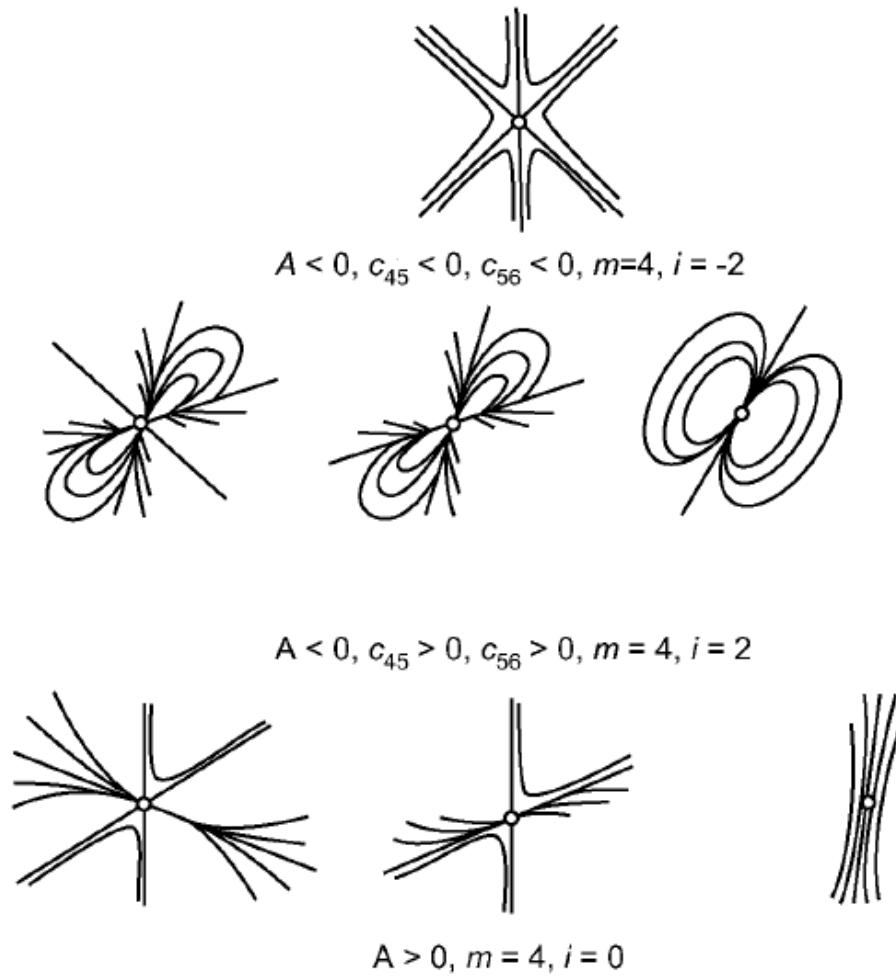 A < 0, c₄₅ < 0, c₅₆ < 0, m=4, i = -2
A < 0, c₄₅ > 0, c₅₆ > 0, m = 4, i = 2
A > 0, m = 4, i = 0